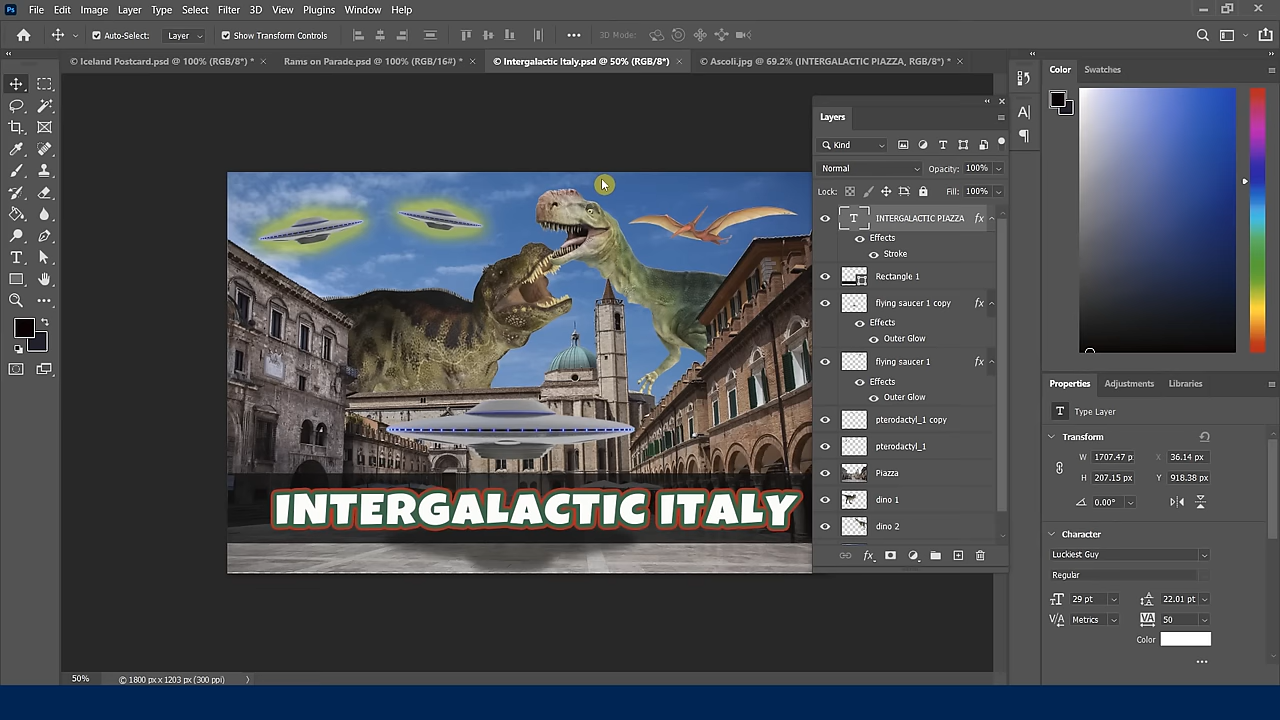 Ps File Edit Image Layer Type Select Filter 3D View Plugins Window Help
Auto-Select: Layer Show Transform Controls 3D Mode:
© Iceland Postcard.psd @ 100% (RGB/8*) * Rams on Parade.psd @ 100% (RGB/16#) * © Intergalactic Italy.psd @ 50% (RGB/8*) © Ascoli.jpg @ 69.2% (INTERGALACTIC PIAZZA, RGB/8*) *
Color Swatches
Layers
Kind
Normal Opacity: 100%
Lock: Fill: 100%
INTERGALACTIC PIAZZA fx
Effects
Stroke
Rectangle 1
flying saucer 1 copy fx
Effects
Outer Glow
flying saucer 1 fx
Effects
Outer Glow
pterodactyl_1 copy
pterodactyl_1
Piazza
dino 1
dino 2
fx
INTERGALACTIC ITALY
Properties Adjustments Libraries
T Type Layer
Transform
W 1707.47 p X 36.14 px
H 207.15 px Y 918.38 px
0.00°
Character
Luckiest Guy
Regular
29 pt 22.01 pt
Metrics 50
Color
50% © 1800 px x 1203 px (300 ppi)